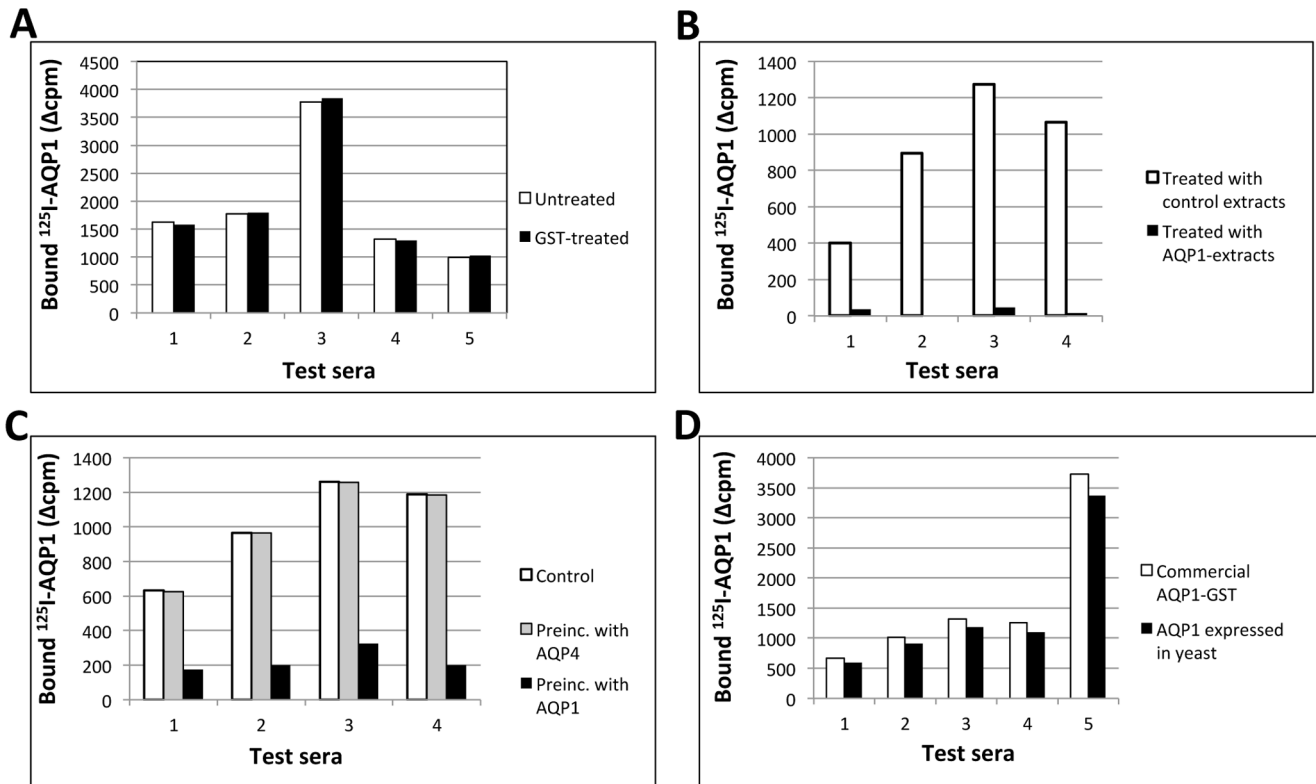 A
Bound ¹²⁵I-AQP1 (Δcpm)
4500
4000
3500
3000
2500
2000
1500
1000
500
0
1 2 3 4 5
Test sera
Untreated
GST-treated
B
Bound ¹²⁵I-AQP1 (Δcpm)
1400
1200
1000
800
600
400
200
0
1 2 3 4
Test sera
Treated with
control extracts
Treated with
AQP1-extracts
C
Bound ¹²⁵I-AQP1 (Δcpm)
1400
1200
1000
800
600
400
200
0
1 2 3 4
Test sera
Control
Preinc. with
AQP4
Preinc. with
AQP1
D
Bound ¹²⁵I-AQP1 (Δcpm)
4000
3500
3000
2500
2000
1500
1000
500
0
1 2 3 4 5
Test sera
Commercial
AQP1-GST
AQP1 expressed
in yeast